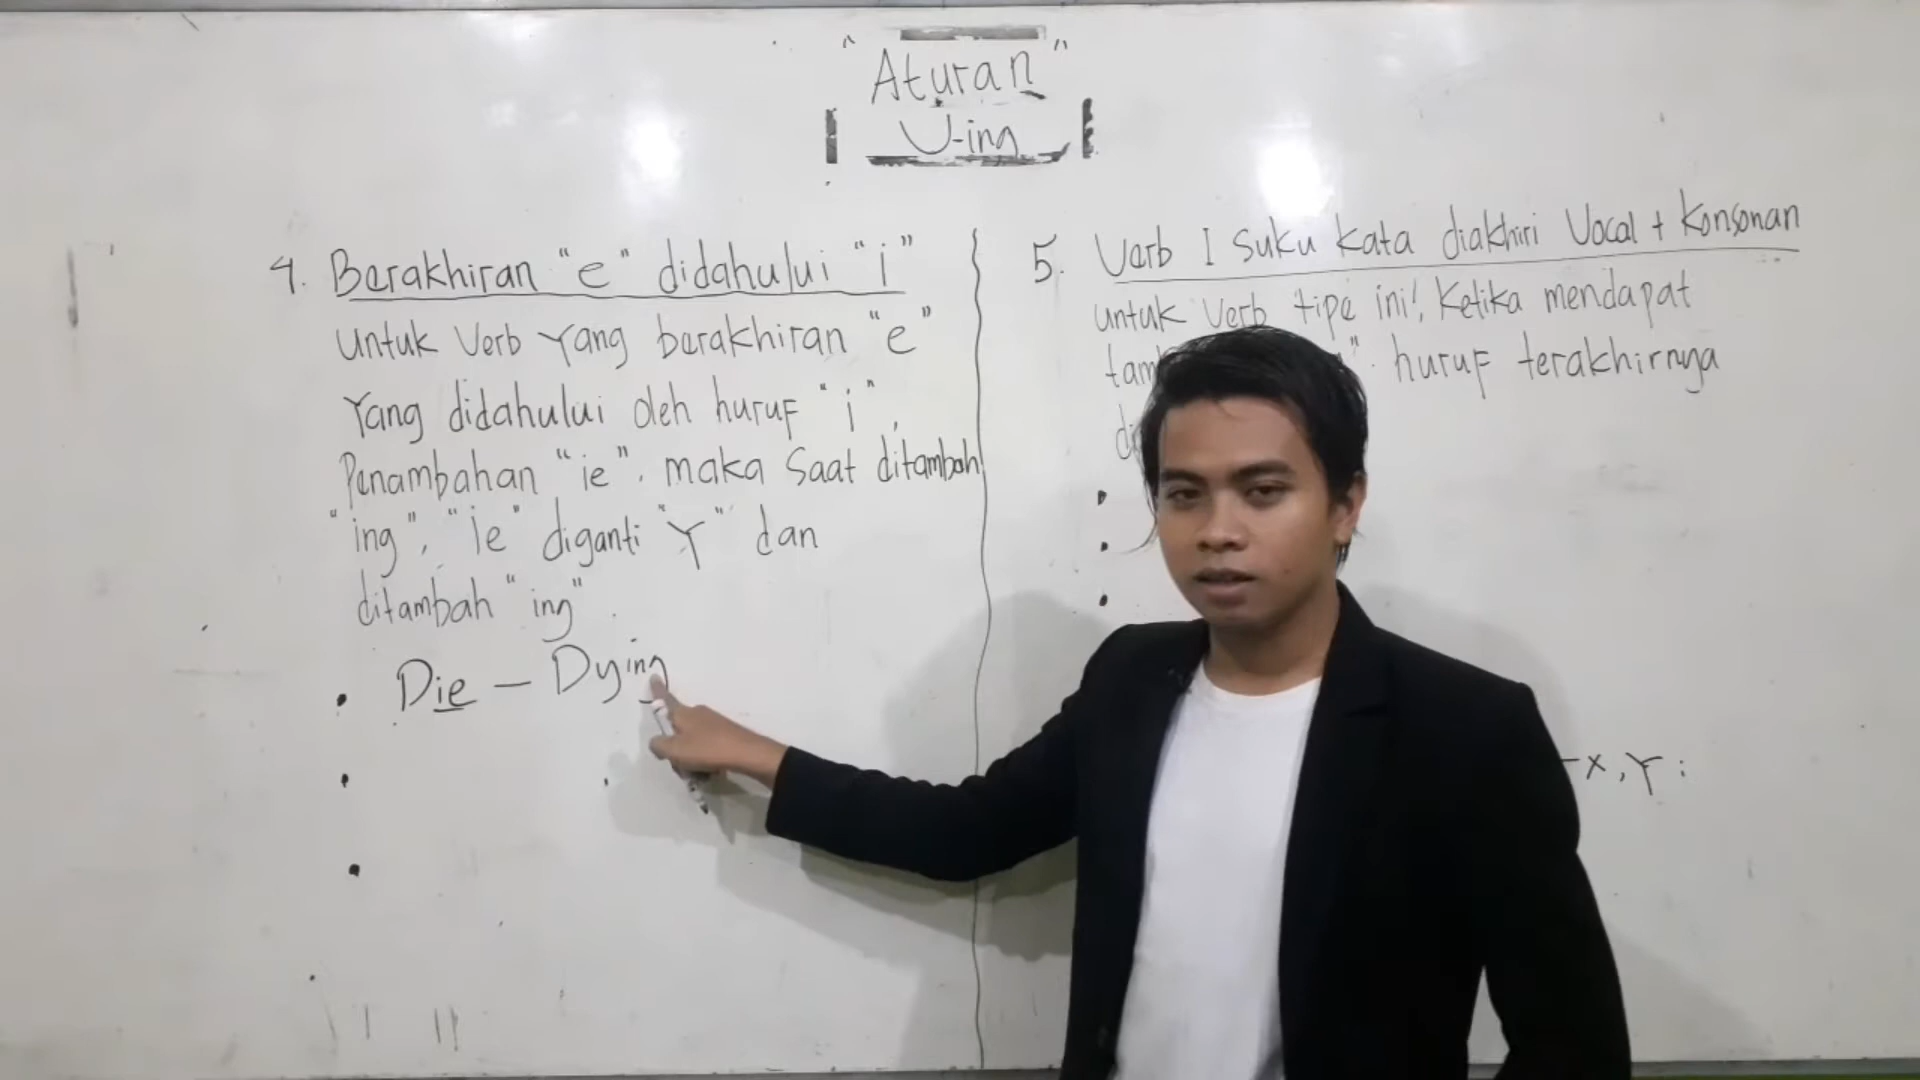 "Aturan"
V-ing
4. Berakhiran "e" didahului "i"
untuk Verb Yang berakhiran "e"
Yang didahului oleh huruf "i",
Penambahan "ie". maka Saat ditambah
"ing", "ie" diganti "Y" dan
ditambah "ing".
• Die - Dying
5. Verb 1 Suku Kata diakhiri Vocal + Konsonan
untuk Verb tipe ini!, Ketika mendapat
huruf terakhirnya
x, Y :